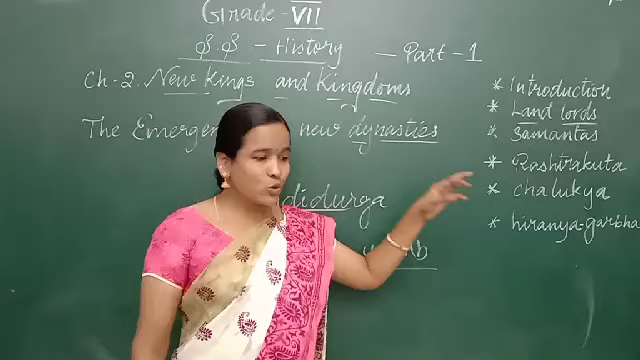 Grade - VII
S.S - History - Part - 1
Ch-2. New Kings and Kingdoms
The Emergen new dynasties
didurga
* Introduction
* Land lords
* Samantas
* Rashtrakuta
* Chalukya
* hiranya-garbha